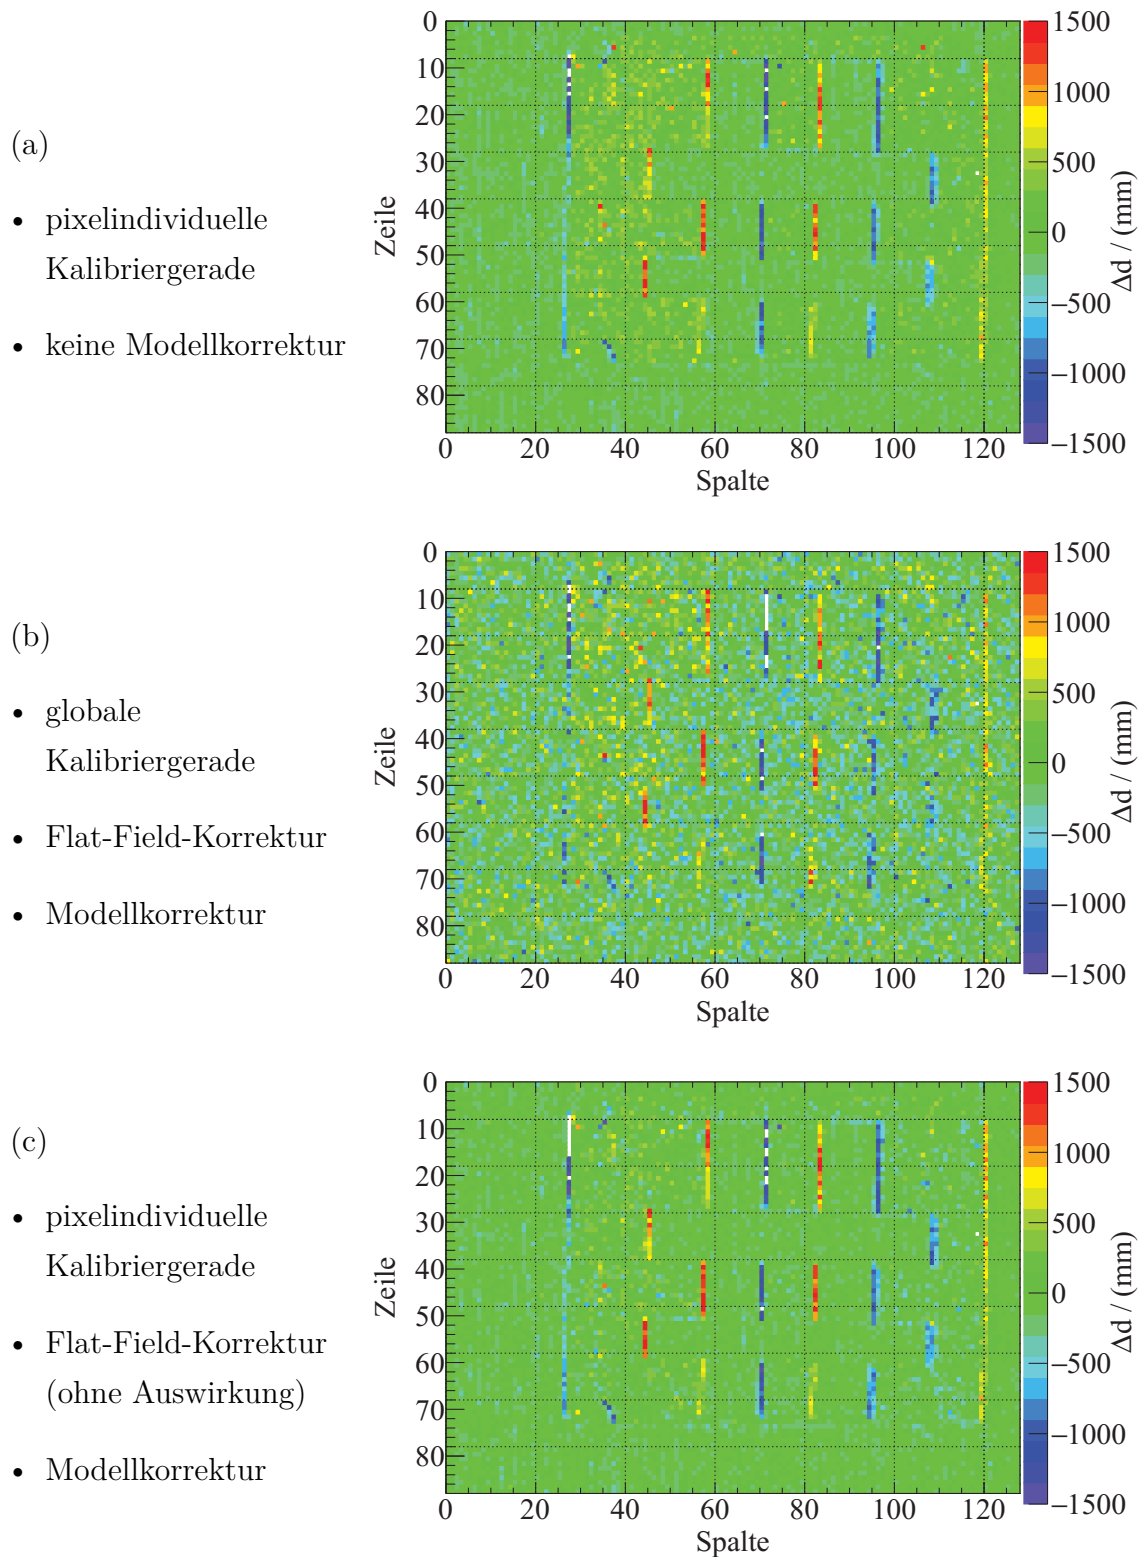 (a)
• pixelindividuelle
Kalibriergerade
• keine Modellkorrektur
0
10
20
30
40
50
60
70
80
Zeile
0 20 40 60 80 100 120
Spalte
1500
1000
500
0
−500
−1000
−1500
Δd / (mm)
(b)
• globale
Kalibriergerade
• Flat-Field-Korrektur
• Modellkorrektur
0
10
20
30
40
50
60
70
80
Zeile
0 20 40 60 80 100 120
Spalte
1500
1000
500
0
−500
−1000
−1500
Δd / (mm)
(c)
• pixelindividuelle
Kalibriergerade
• Flat-Field-Korrektur
(ohne Auswirkung)
• Modellkorrektur
0
10
20
30
40
50
60
70
80
Zeile
0 20 40 60 80 100 120
Spalte
1500
1000
500
0
−500
−1000
−1500
Δd / (mm)